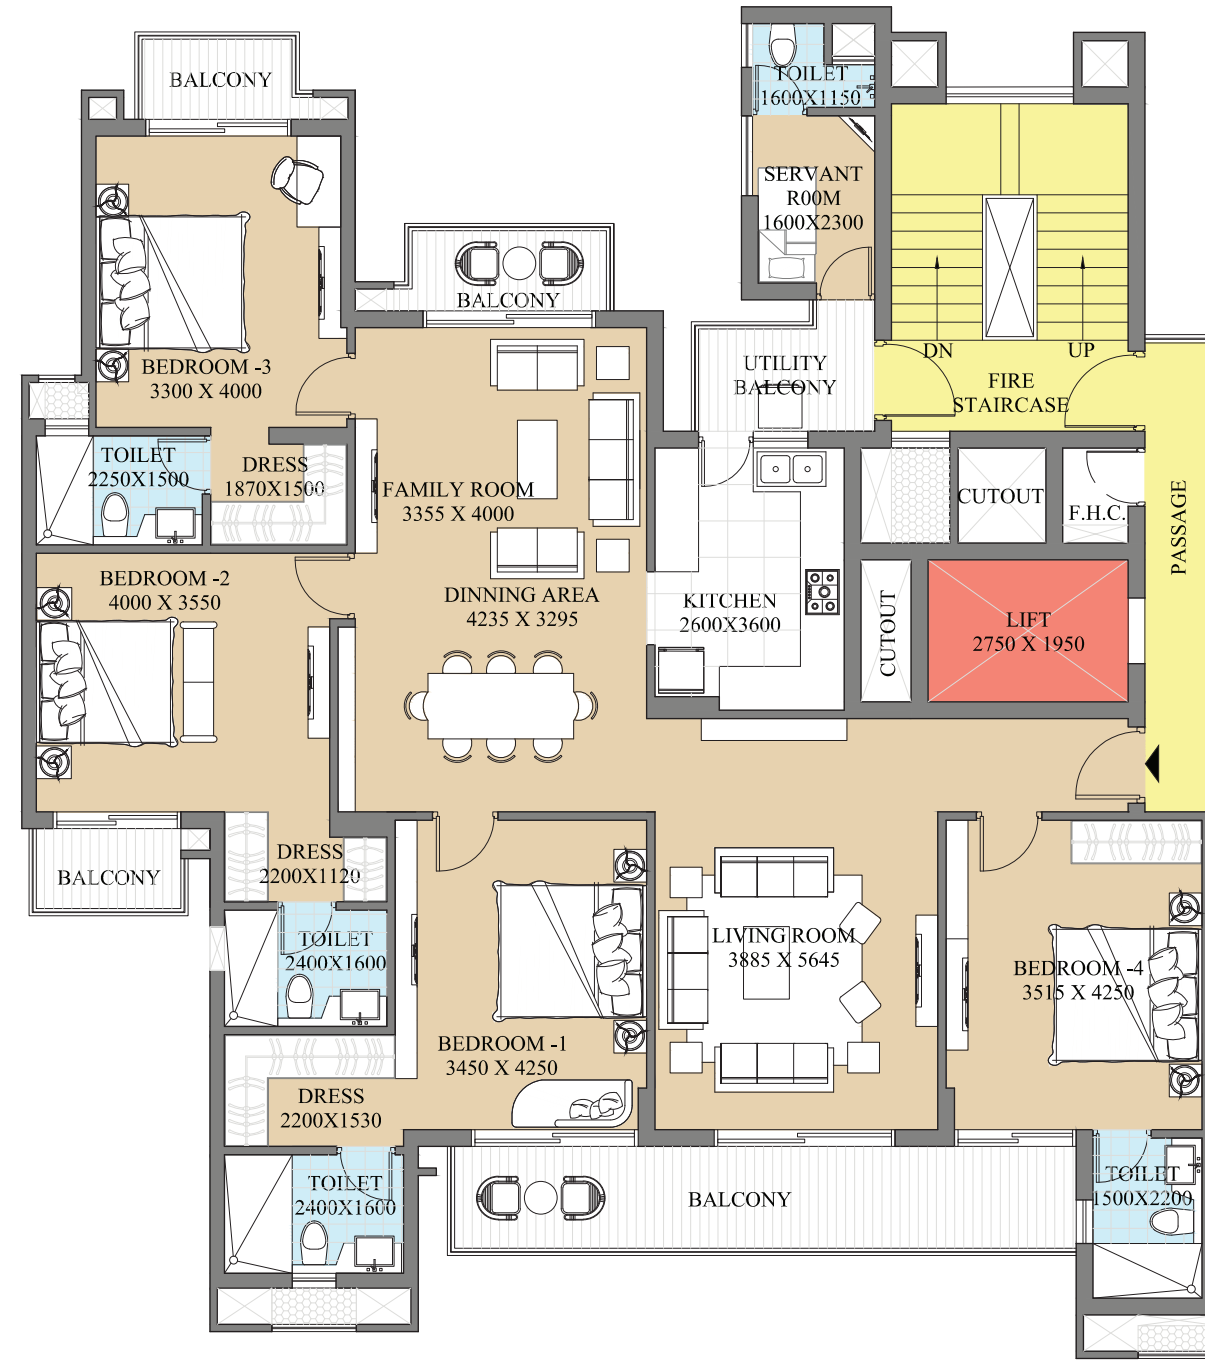 BALCONY
TOILET
1600X1150
SERVANT
R00M
1600X2300
BALCONY
BEDROOM -3
3300 X 4000
UTILITY
BALCONY
DN
UP
FIRE
STAIRCASE
TOILET
2250X1500
DRESS
1870X1500
FAMILY ROOM
3355 X 4000
CUTOUT
F.H.C.
PASSAGE
BEDROOM -2
4000 X 3550
DINNING AREA
4235 X 3295
KITCHEN
2600X3600
CUTOUT
LIFT
2750 X 1950
BALCONY
DRESS
2200X1120
TOILET
2400X1600
LIVING ROOM
3885 X 5645
BEDROOM -4
3515 X 4250
BEDROOM -1
3450 X 4250
DRESS
2200X1530
TOILET
2400X1600
BALCONY
TOILET
1500X2200